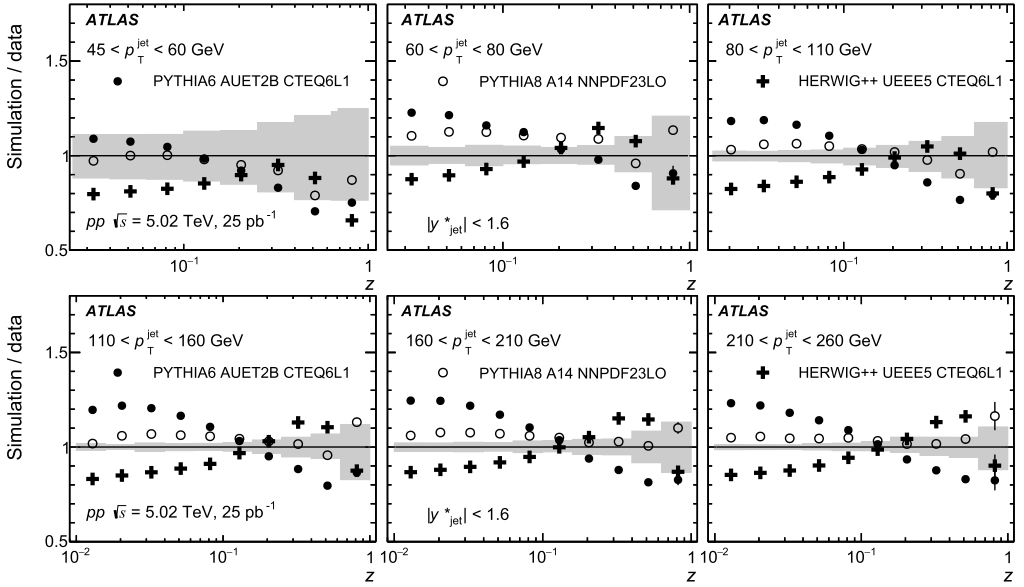 ATLAS ATLAS ATLAS
45 < p_T^jet < 60 GeV 60 < p_T^jet < 80 GeV 80 < p_T^jet < 110 GeV
PYTHIA6 AUET2B CTEQ6L1 PYTHIA8 A14 NNPDF23LO HERWIG++ UEEE5 CTEQ6L1
Simulation / data
1.5
1
0.5
pp √s = 5.02 TeV, 25 pb⁻¹ |y*_jet| < 1.6
10⁻¹ 1 10⁻¹ 1 10⁻¹ 1
z z z
ATLAS ATLAS ATLAS
110 < p_T^jet < 160 GeV 160 < p_T^jet < 210 GeV 210 < p_T^jet < 260 GeV
PYTHIA6 AUET2B CTEQ6L1 PYTHIA8 A14 NNPDF23LO HERWIG++ UEEE5 CTEQ6L1
Simulation / data
1.5
1
0.5
pp √s = 5.02 TeV, 25 pb⁻¹ |y*_jet| < 1.6
10⁻² 10⁻¹ 1 10⁻² 10⁻¹ 1 10⁻² 10⁻¹ 1
z z z